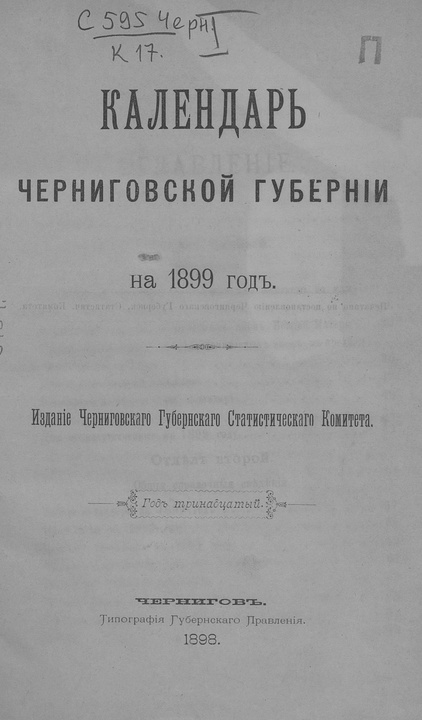 С 595 Черн
К 17.
П
КАЛЕНДАРЬ
ЧЕРНИГОВСКОЙ ГУБЕРНІИ
на 1899 годъ.
Изданіе Черниговскаго Губернскаго Статистическаго Комитета.
Годъ тринадцатый.
ЧЕРНИГОВЪ.
Типографія Губернскаго Правленія.
1898.